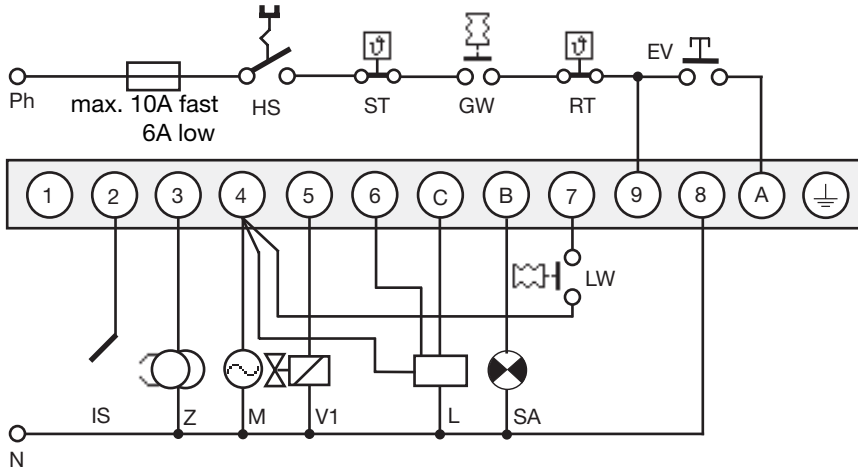 ϑ ϑ EV
Ph max. 10A fast HS ST GW RT
6A low
1 2 3 4 5 6 C B 7 9 8 A
LW
IS Z M V1 L SA
N